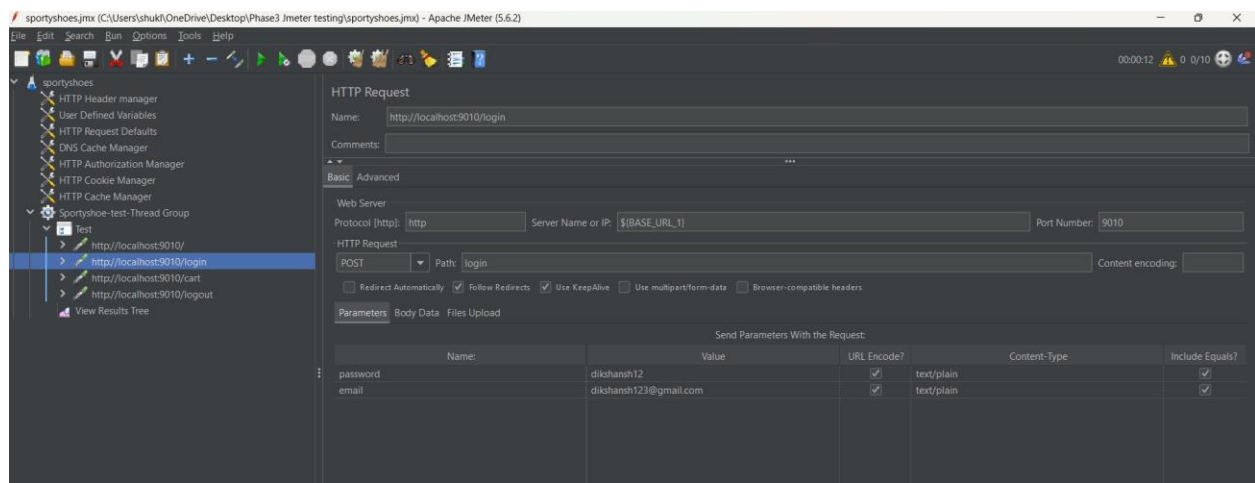 sportyshoes.jmx (C:\Users\shukl\OneDrive\Desktop\Phase3 Jmeter testing\sportyshoes.jmx) - Apache JMeter (5.6.2)
File Edit Search Run Options Tools Help
00:00:12 0 0/10
sportyshoes
HTTP Header manager
User Defined Variables
HTTP Request Defaults
DNS Cache Manager
HTTP Authorization Manager
HTTP Cookie Manager
HTTP Cache Manager
Sportyshoe-test-Thread Group
Test
http://localhost:9010/
http://localhost:9010/login
http://localhost:9010/cart
http://localhost:9010/logout
View Results Tree
HTTP Request
Name: http://localhost:9010/login
Comments:
Basic Advanced
Web Server
Protocol [http]: http Server Name or IP: ${BASE_URL_1} Port Number: 9010
HTTP Request
POST Path: login Content encoding:
Redirect Automatically Follow Redirects Use KeepAlive Use multipart/form-data Browser-compatible headers
Parameters Body Data Files Upload
Send Parameters With the Request:
Name: Value URL Encode? Content-Type Include Equals?
password dikshansh12 text/plain
email dikshansh123@gmail.com text/plain